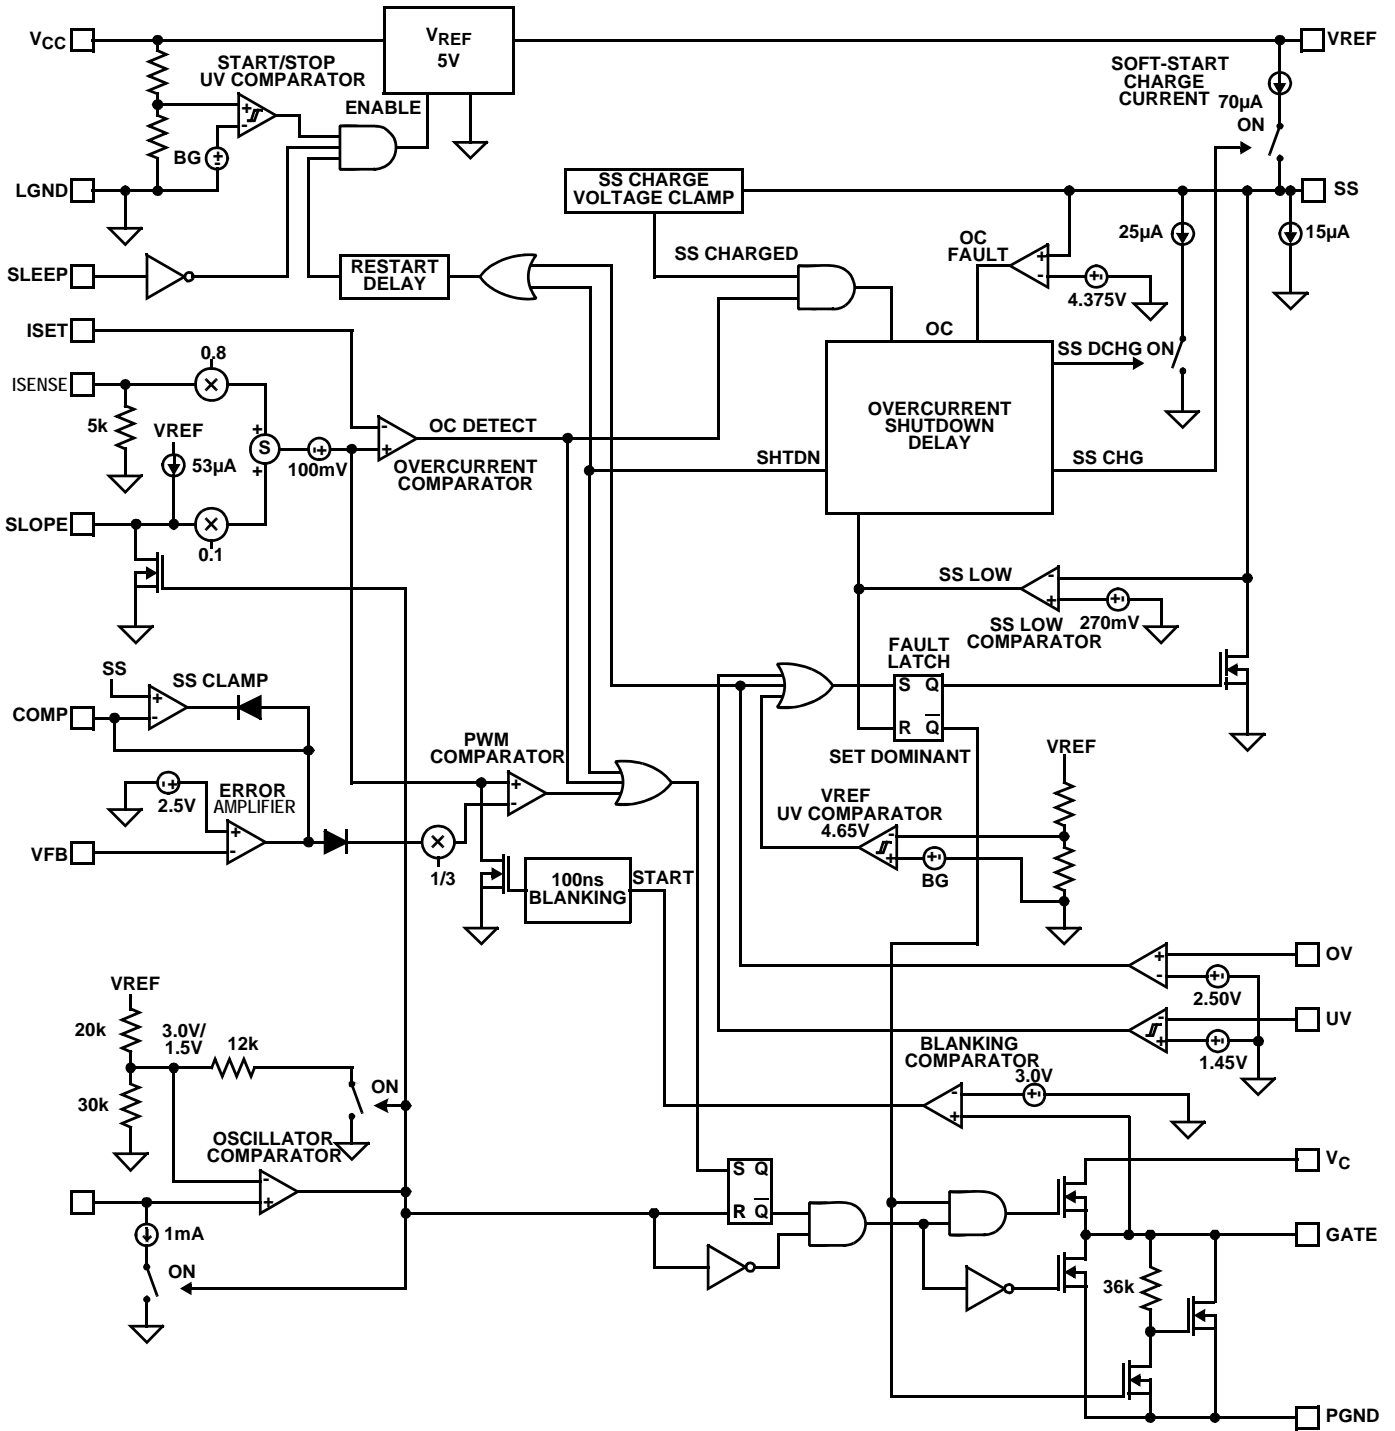 VCC
VREF
5V
VREF
START/STOP
UV COMPARATOR
ENABLE
SOFT-START
CHARGE
CURRENT
70µA
ON
BG
LGND
SS CHARGE
VOLTAGE CLAMP
SS
25µA
15µA
OC
FAULT
SS CHARGED
SLEEP
RESTART
DELAY
4.375V
ISET
OC
0.8
SS DCHG ON
ISENSE
OVERCURRENT
SHUTDOWN
DELAY
5k
VREF
OC DETECT
53µA
S
100mV
OVERCURRENT
COMPARATOR
SHTDN
SS CHG
SLOPE
0.1
SS LOW
SS LOW
COMPARATOR
270mV
FAULT
LATCH
SS
SS CLAMP
S Q
COMP
R Q
SET DOMINANT
PWM
COMPARATOR
VREF
ERROR
AMPLIFIER
2.5V
VREF
UV COMPARATOR
4.65V
VFB
1/3
100ns
BLANKING
START
BG
OV
2.50V
VREF
20k
3.0V/
1.5V
12k
UV
BLANKING
COMPARATOR
1.45V
3.0V
ON
30k
OSCILLATOR
COMPARATOR
S Q
R Q
VC
1mA
GATE
ON
36k
PGND